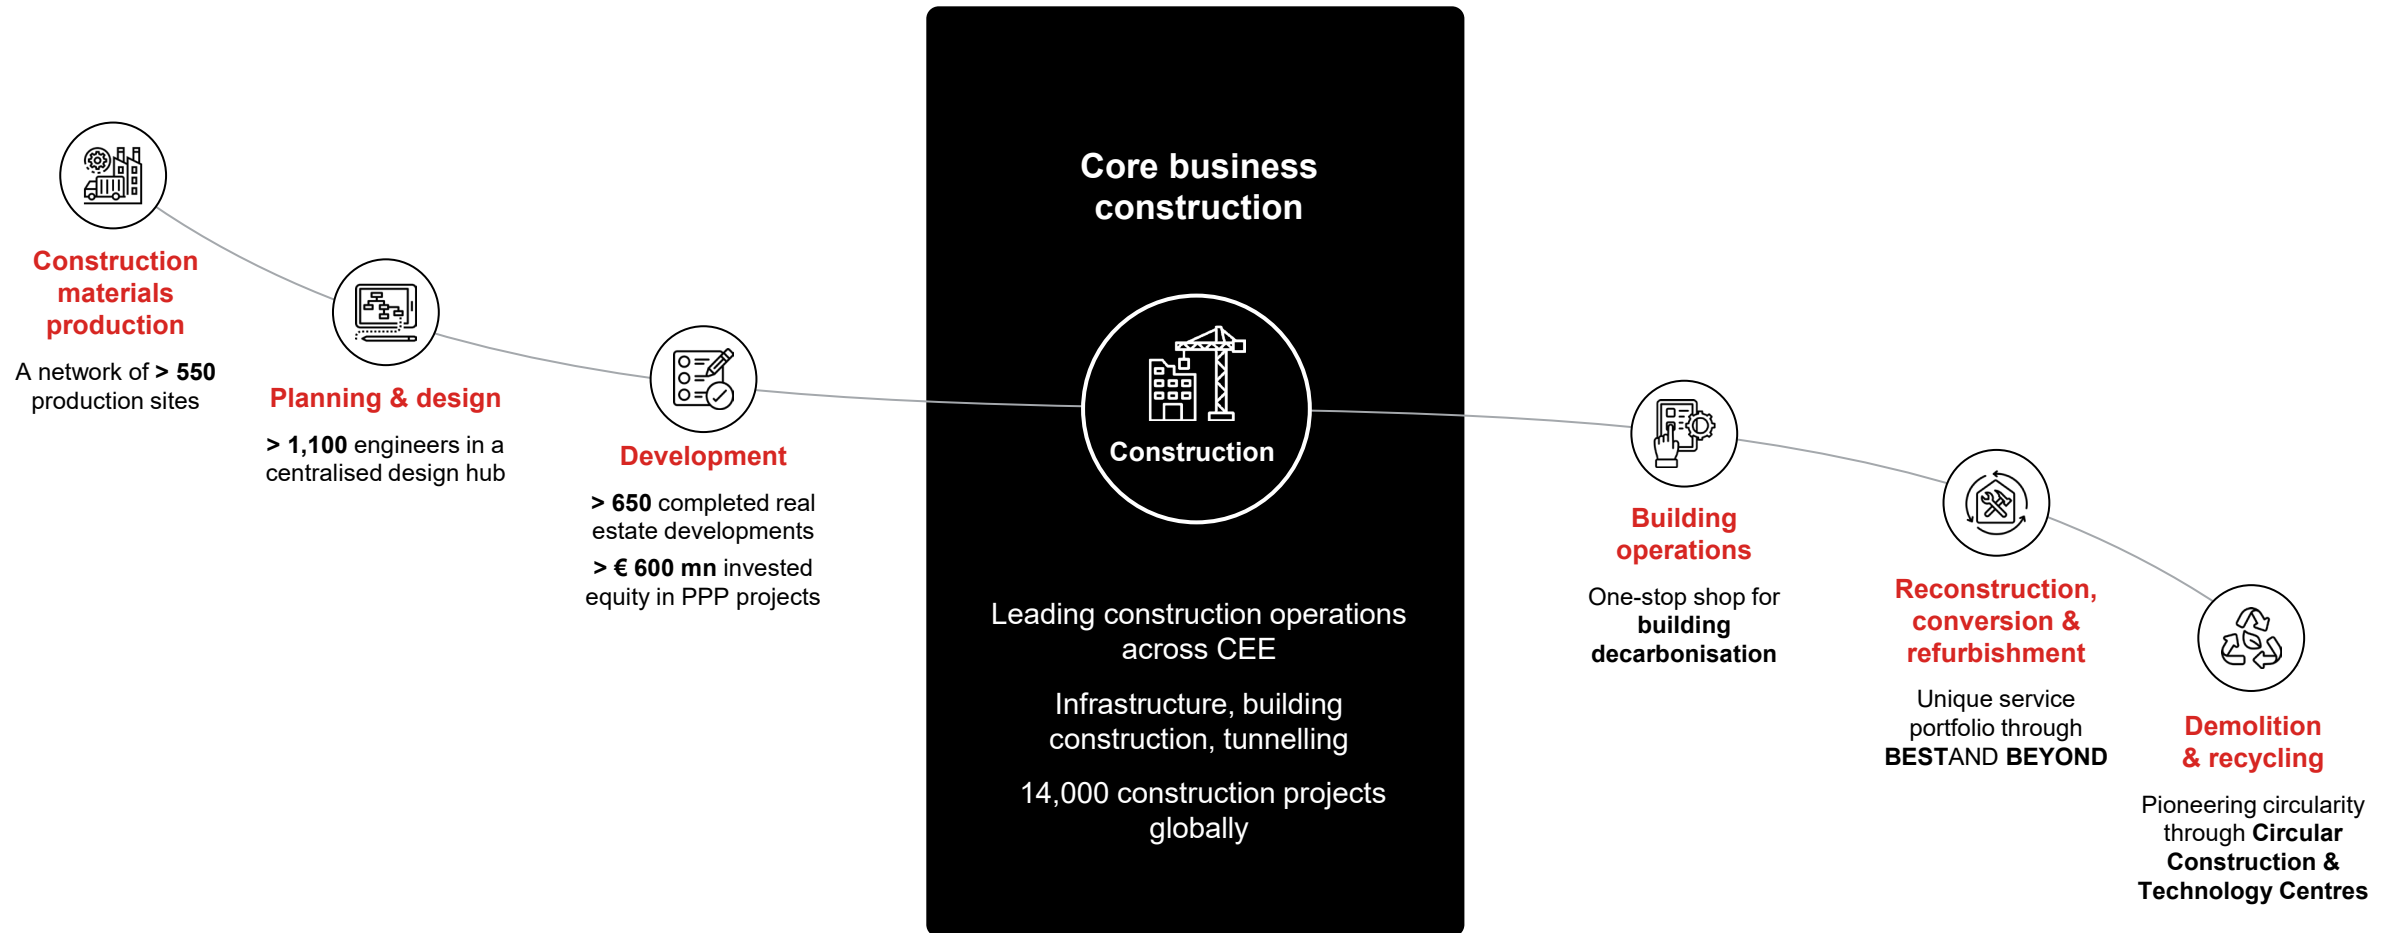 Construction
materials
production
A network of > 550
production sites
Planning & design
> 1,100 engineers in a
centralised design hub
Development
> 650 completed real
estate developments
> € 600 mn invested
equity in PPP projects
Core business
construction
Construction
Leading construction operations
across CEE
Infrastructure, building
construction, tunnelling
14,000 construction projects
globally
Building
operations
One-stop shop for
building
decarbonisation
Reconstruction,
conversion &
refurbishment
Unique service
portfolio through
BESTAND BEYOND
Demolition
& recycling
Pioneering circularity
through Circular
Construction &
Technology Centres